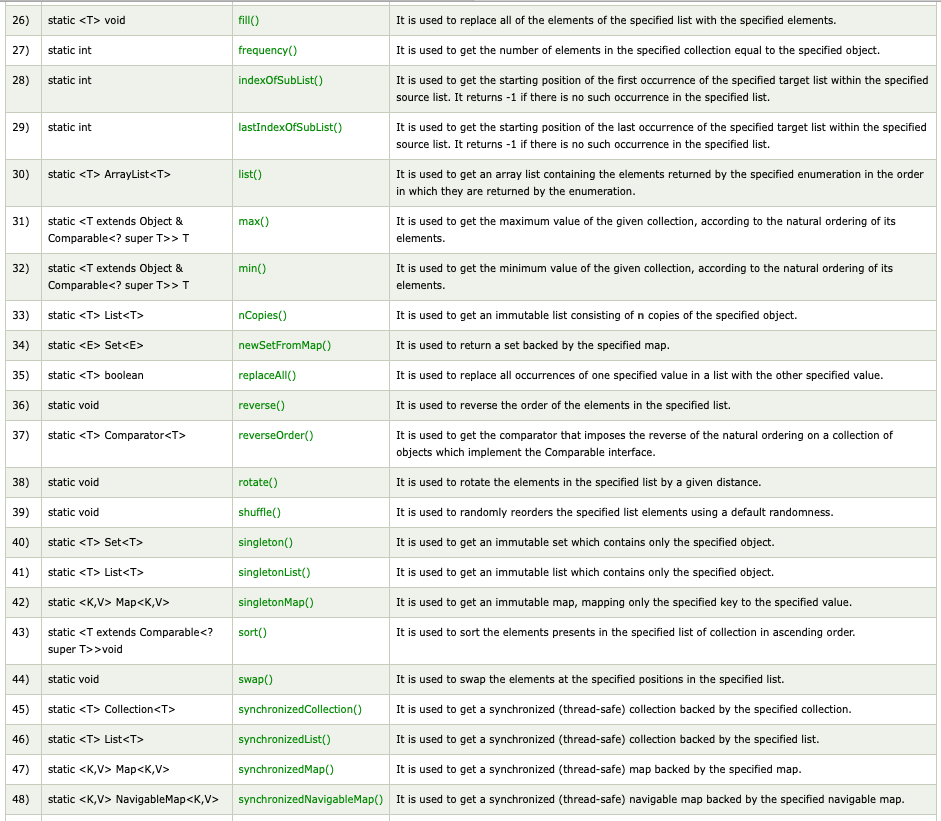 26) static <T> void fill() It is used to replace all of the elements of the specified list with the specified elements.
27) static int frequency() It is used to get the number of elements in the specified collection equal to the specified object.
28) static int indexOfSubList() It is used to get the starting position of the first occurrence of the specified target list within the specified
source list. It returns -1 if there is no such occurrence in the specified list.
29) static int lastIndexOfSubList() It is used to get the starting position of the last occurrence of the specified target list within the specified
source list. It returns -1 if there is no such occurrence in the specified list.
30) static <T> ArrayList<T> list() It is used to get an array list containing the elements returned by the specified enumeration in the order
in which they are returned by the enumeration.
31) static <T extends Object & max() It is used to get the maximum value of the given collection, according to the natural ordering of its
Comparable<? super T>> T elements.
32) static <T extends Object & min() It is used to get the minimum value of the given collection, according to the natural ordering of its
Comparable<? super T>> T elements.
33) static <T> List<T> nCopies() It is used to get an immutable list consisting of n copies of the specified object.
34) static <E> Set<E> newSetFromMap() It is used to return a set backed by the specified map.
35) static <T> boolean replaceAll() It is used to replace all occurrences of one specified value in a list with the other specified value.
36) static void reverse() It is used to reverse the order of the elements in the specified list.
37) static <T> Comparator<T> reverseOrder() It is used to get the comparator that imposes the reverse of the natural ordering on a collection of
objects which implement the Comparable interface.
38) static void rotate() It is used to rotate the elements in the specified list by a given distance.
39) static void shuffle() It is used to randomly reorders the specified list elements using a default randomness.
40) static <T> Set<T> singleton() It is used to get an immutable set which contains only the specified object.
41) static <T> List<T> singletonList() It is used to get an immutable list which contains only the specified object.
42) static <K,V> Map<K,V> singletonMap() It is used to get an immutable map, mapping only the specified key to the specified value.
43) static <T extends Comparable<? sort() It is used to sort the elements presents in the specified list of collection in ascending order.
super T>>void
44) static void swap() It is used to swap the elements at the specified positions in the specified list.
45) static <T> Collection<T> synchronizedCollection() It is used to get a synchronized (thread-safe) collection backed by the specified collection.
46) static <T> List<T> synchronizedList() It is used to get a synchronized (thread-safe) collection backed by the specified list.
47) static <K,V> Map<K,V> synchronizedMap() It is used to get a synchronized (thread-safe) map backed by the specified map.
48) static <K,V> NavigableMap<K,V> synchronizedNavigableMap() It is used to get a synchronized (thread-safe) navigable map backed by the specified navigable map.